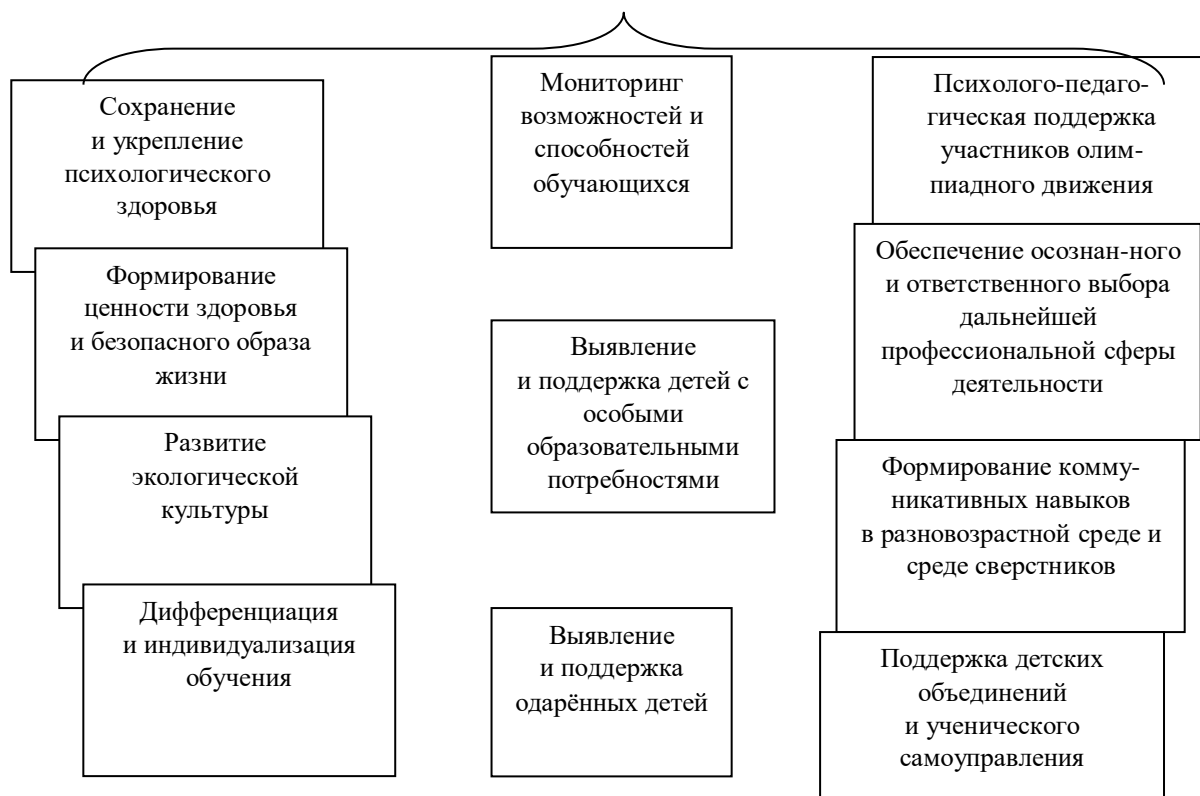 Сохранение
и укрепление
психологического
здоровья
Формирование
ценности здоровья
и безопасного образа
жизни
Развитие
экологической
культуры
Дифференциация
и индивидуализация
обучения
Мониторинг
возможностей и
способностей
обучающихся
Выявление
и поддержка детей с
особыми
образовательными
потребностями
Выявление
и поддержка
одарённых детей
Психолого-педаго-
гическая поддержка
участников олим-
пиадного движения
Обеспечение осознан-ного
и ответственного выбора
дальнейшей
профессиональной сферы
деятельности
Формирование комму-
никативных навыков
в разновозрастной среде и
среде сверстников
Поддержка детских
объединений
и ученического
самоуправления